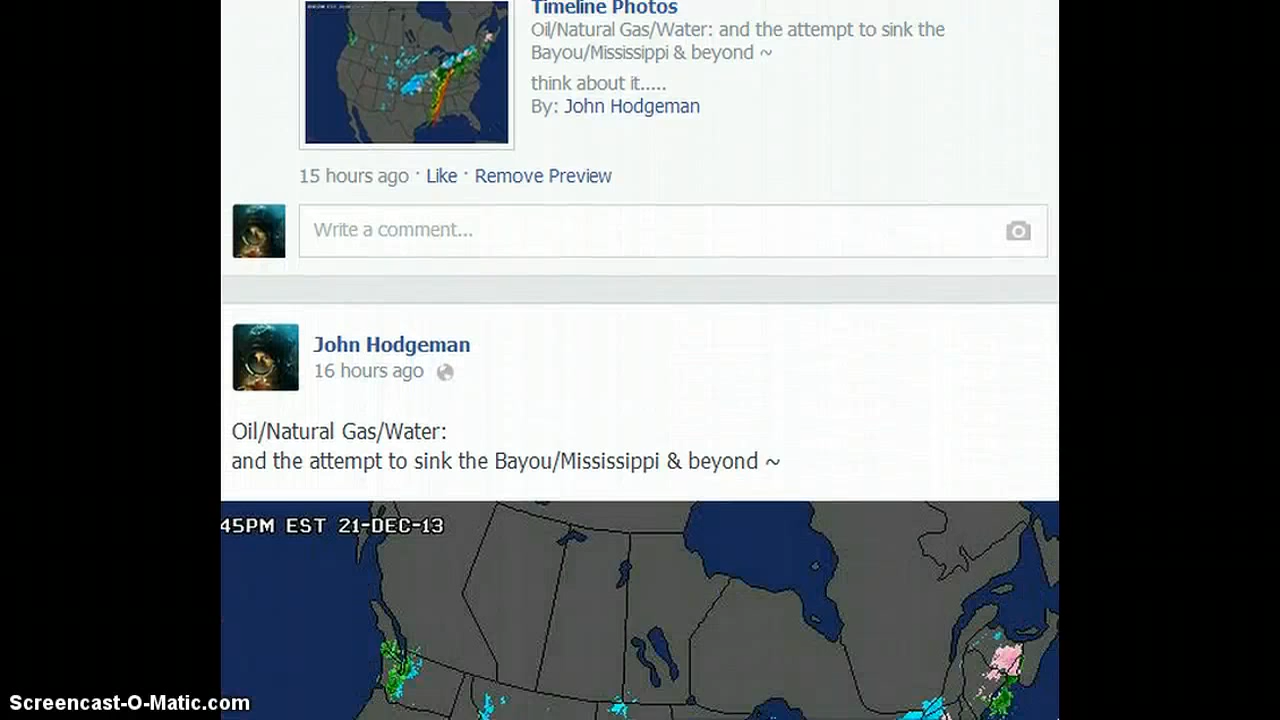 Timeline Photos
Oil/Natural Gas/Water: and the attempt to sink the
Bayou/Mississippi & beyond ~
think about it.....
By: John Hodgeman
15 hours ago · Like · Remove Preview
Write a comment...
John Hodgeman
16 hours ago
Oil/Natural Gas/Water:
and the attempt to sink the Bayou/Mississippi & beyond ~
45PM EST 21-DEC-13
Screencast-O-Matic.com